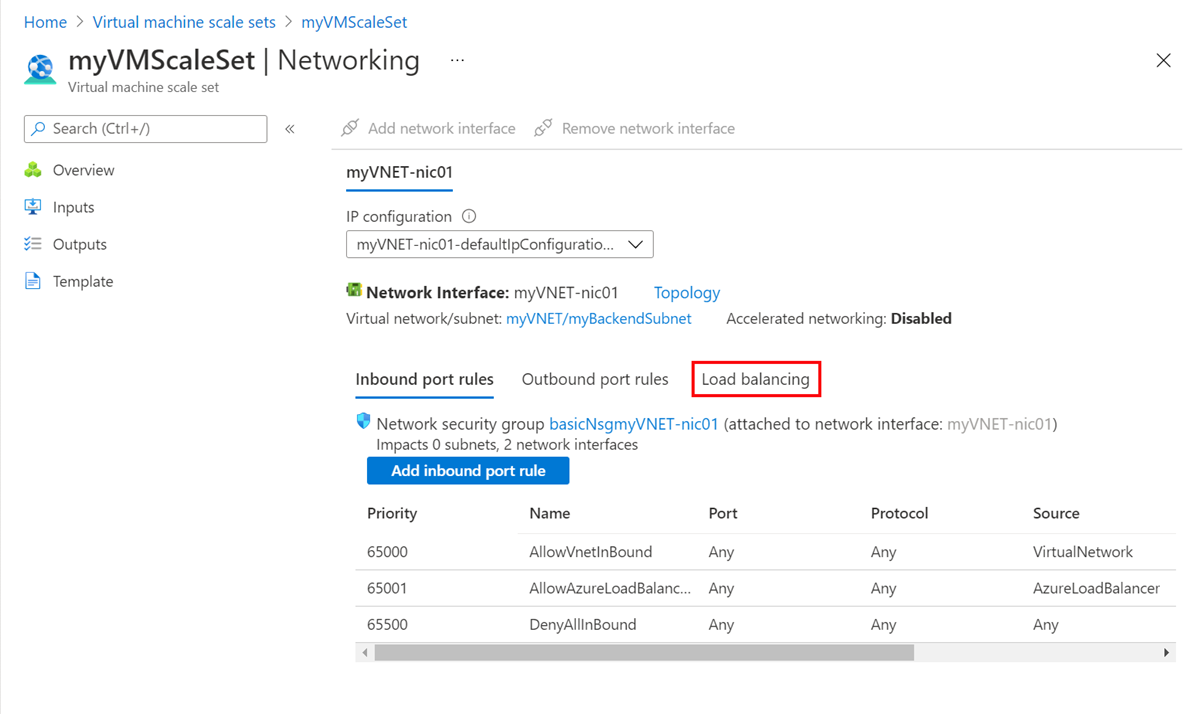 Home > Virtual machine scale sets > myVMScaleSet
myVMScaleSet | Networking ...
Virtual machine scale set
Search (Ctrl+/) «
Add network interface Remove network interface
Overview
Inputs
Outputs
Template
myVNET-nic01
IP configuration
myVNET-nic01-defaultIpConfiguratio...
Network Interface: myVNET-nic01 Topology
Virtual network/subnet: myVNET/myBackendSubnet Accelerated networking: Disabled
Inbound port rules Outbound port rules Load balancing
Network security group basicNsgmyVNET-nic01 (attached to network interface: myVNET-nic01)
Impacts 0 subnets, 2 network interfaces
Add inbound port rule
Priority Name Port Protocol Source
65000 AllowVnetInBound Any Any VirtualNetwork
65001 AllowAzureLoadBalanc... Any Any AzureLoadBalancer
65500 DenyAllInBound Any Any Any